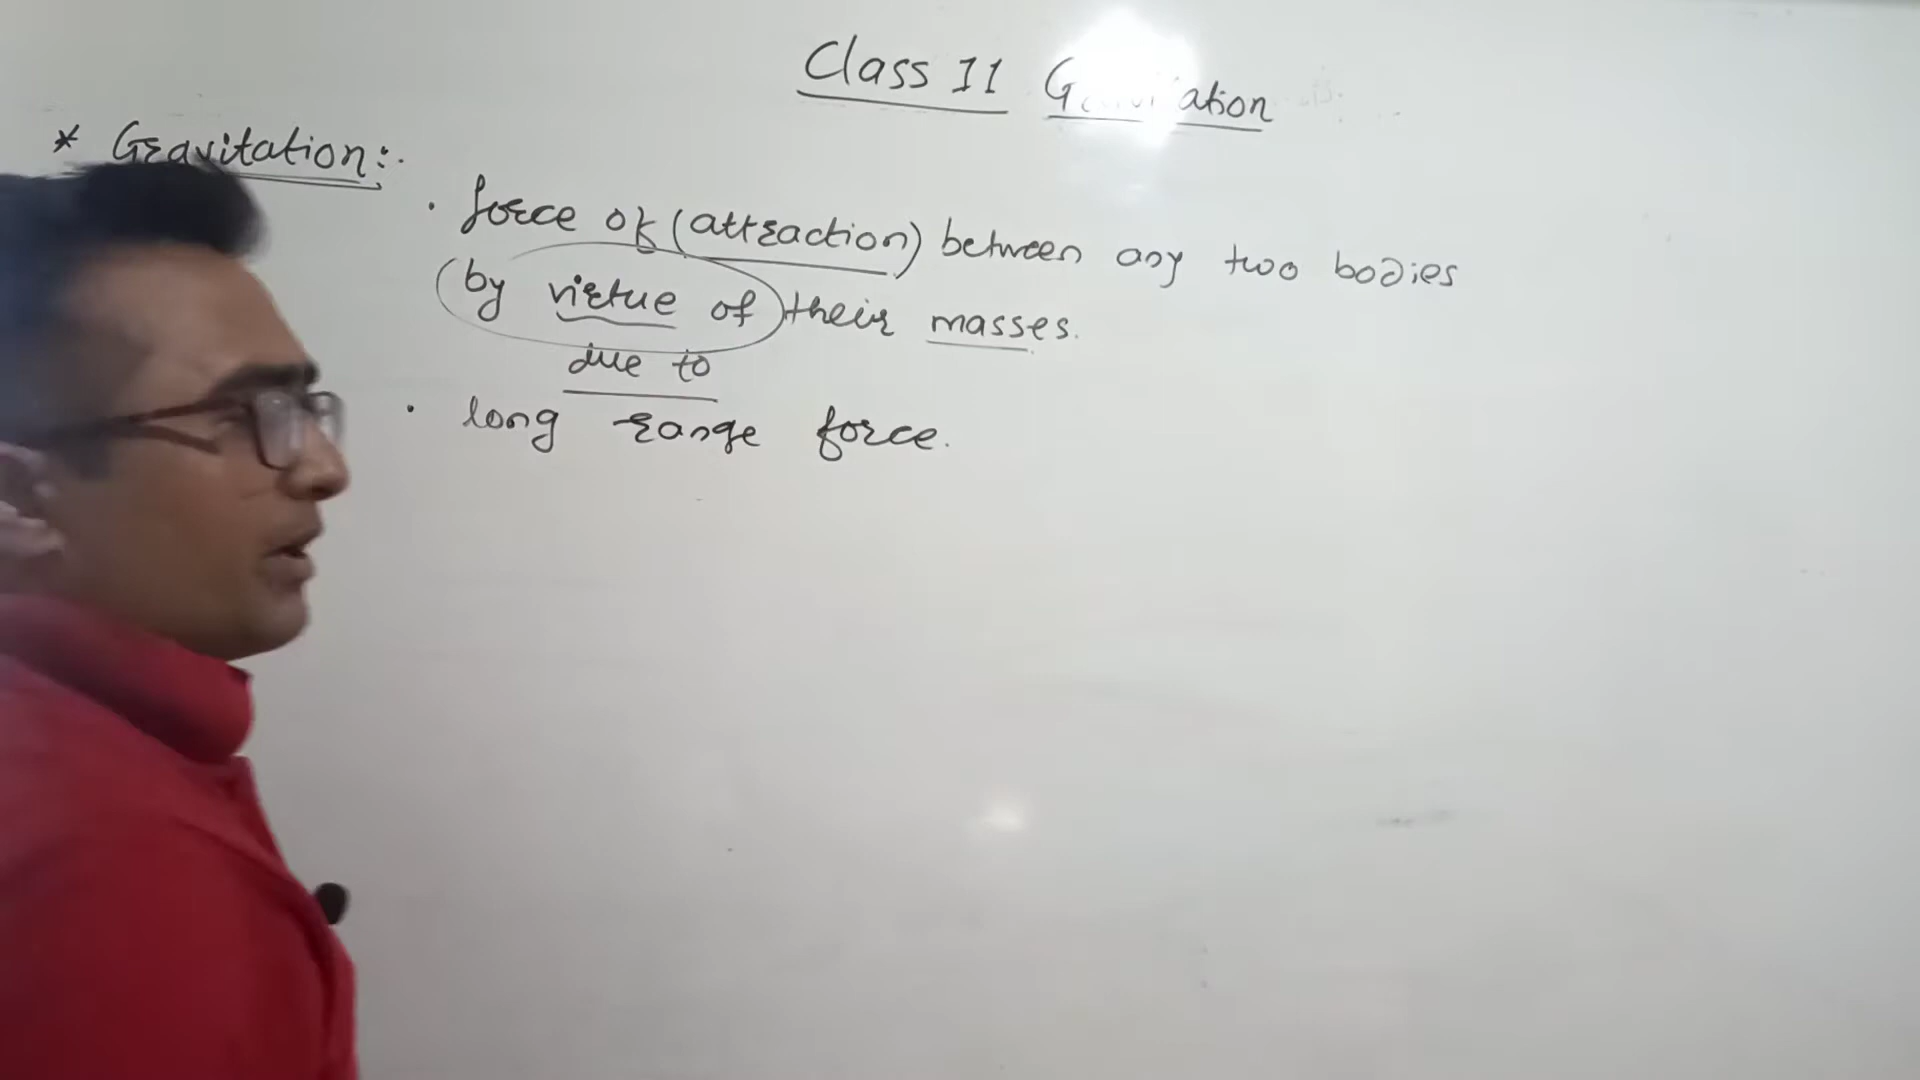 Class 11 Gravitation
* Gravitation:.
· force of (attraction) between any two bodies
(by virtue of) their masses.
due to
· long range force.